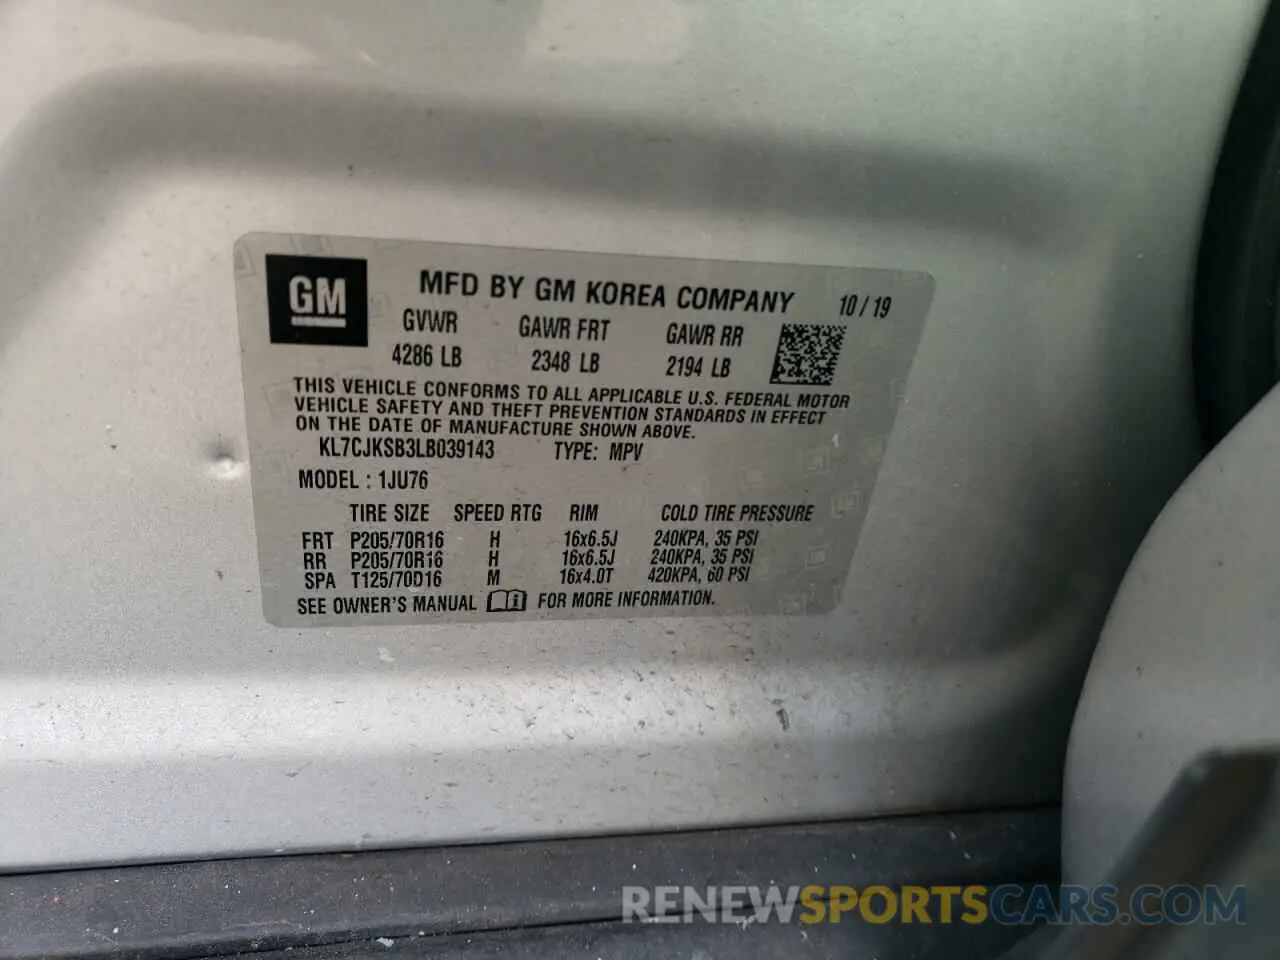 GM
MFD BY GM KOREA COMPANY 10/19
GVWR GAWR FRT GAWR RR
4286 LB 2348 LB 2194 LB
THIS VEHICLE CONFORMS TO ALL APPLICABLE U.S. FEDERAL MOTOR
VEHICLE SAFETY AND THEFT PREVENTION STANDARDS IN EFFECT
ON THE DATE OF MANUFACTURE SHOWN ABOVE.
KL7CJKSB3LB039143 TYPE: MPV
MODEL : 1JU76
TIRE SIZE SPEED RTG RIM COLD TIRE PRESSURE
FRT P205/70R16 H 16x6.5J 240KPA, 35 PSI
RR P205/70R16 H 16x6.5J 240KPA, 35 PSI
SPA T125/70D16 M 16x4.0T 420KPA, 60 PSI
SEE OWNER'S MANUAL FOR MORE INFORMATION.
RENEWSPORTSCARS.COM